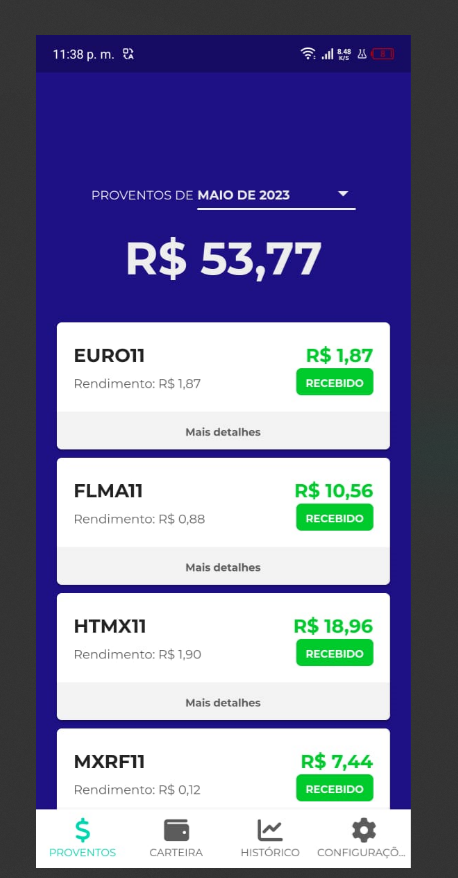 11:38 p. m.
8.48
K/S
8
PROVENTOS DE MAIO DE 2023
R$ 53,77
EURO11
R$ 1,87
Rendimento: R$ 1,87
RECEBIDO
Mais detalhes
FLMA11
R$ 10,56
Rendimento: R$ 0,88
RECEBIDO
Mais detalhes
HTMX11
R$ 18,96
Rendimento: R$ 1,90
RECEBIDO
Mais detalhes
MXRF11
R$ 7,44
Rendimento: R$ 0,12
RECEBIDO
PROVENTOS
CARTEIRA
HISTÓRICO
CONFIGURAÇÕ...